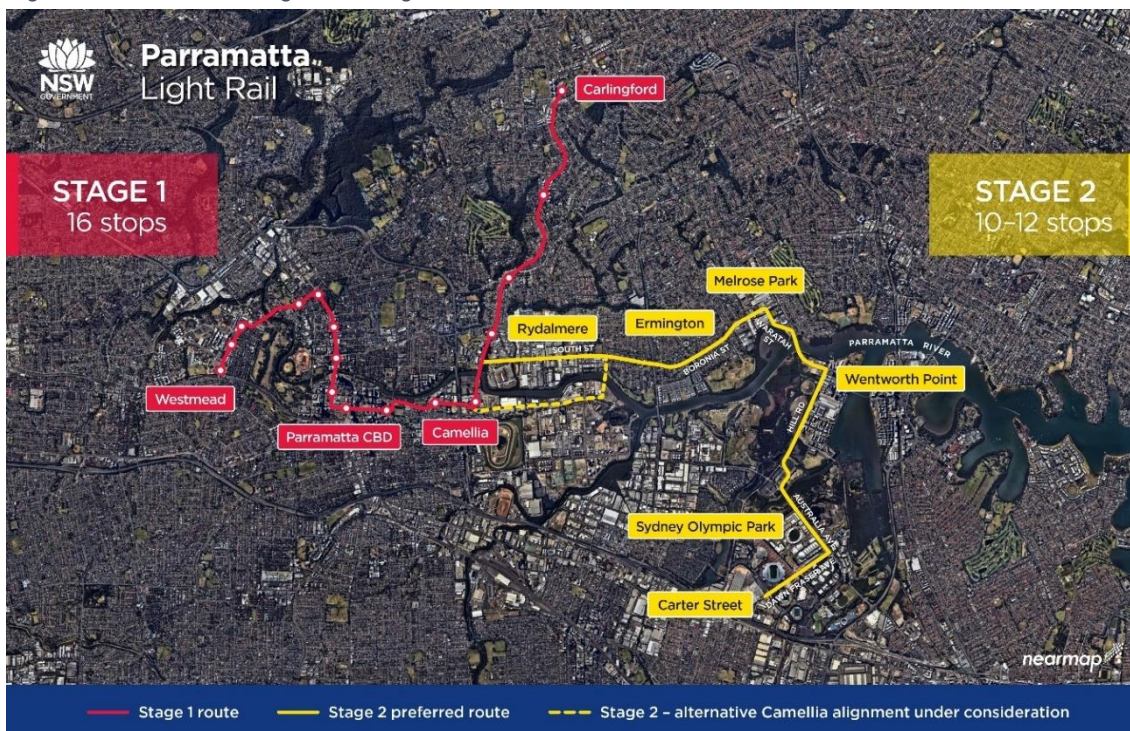 NSW
GOVERNMENT
Parramatta
Light Rail
Carlingford
STAGE 1
16 stops
STAGE 2
10–12 stops
Melrose Park
Rydalmere
Ermington
SOUTH ST
BORONIA ST
WARATAH
ST
PARRAMATTA RIVER
Wentworth Point
Westmead
Parramatta CBD
Camellia
HILL RD
AUSTRALIA AVE
Sydney Olympic Park
DAWN FRASER AVE
Carter Street
nearmap
Stage 1 route
Stage 2 preferred route
Stage 2 – alternative Camellia alignment under consideration